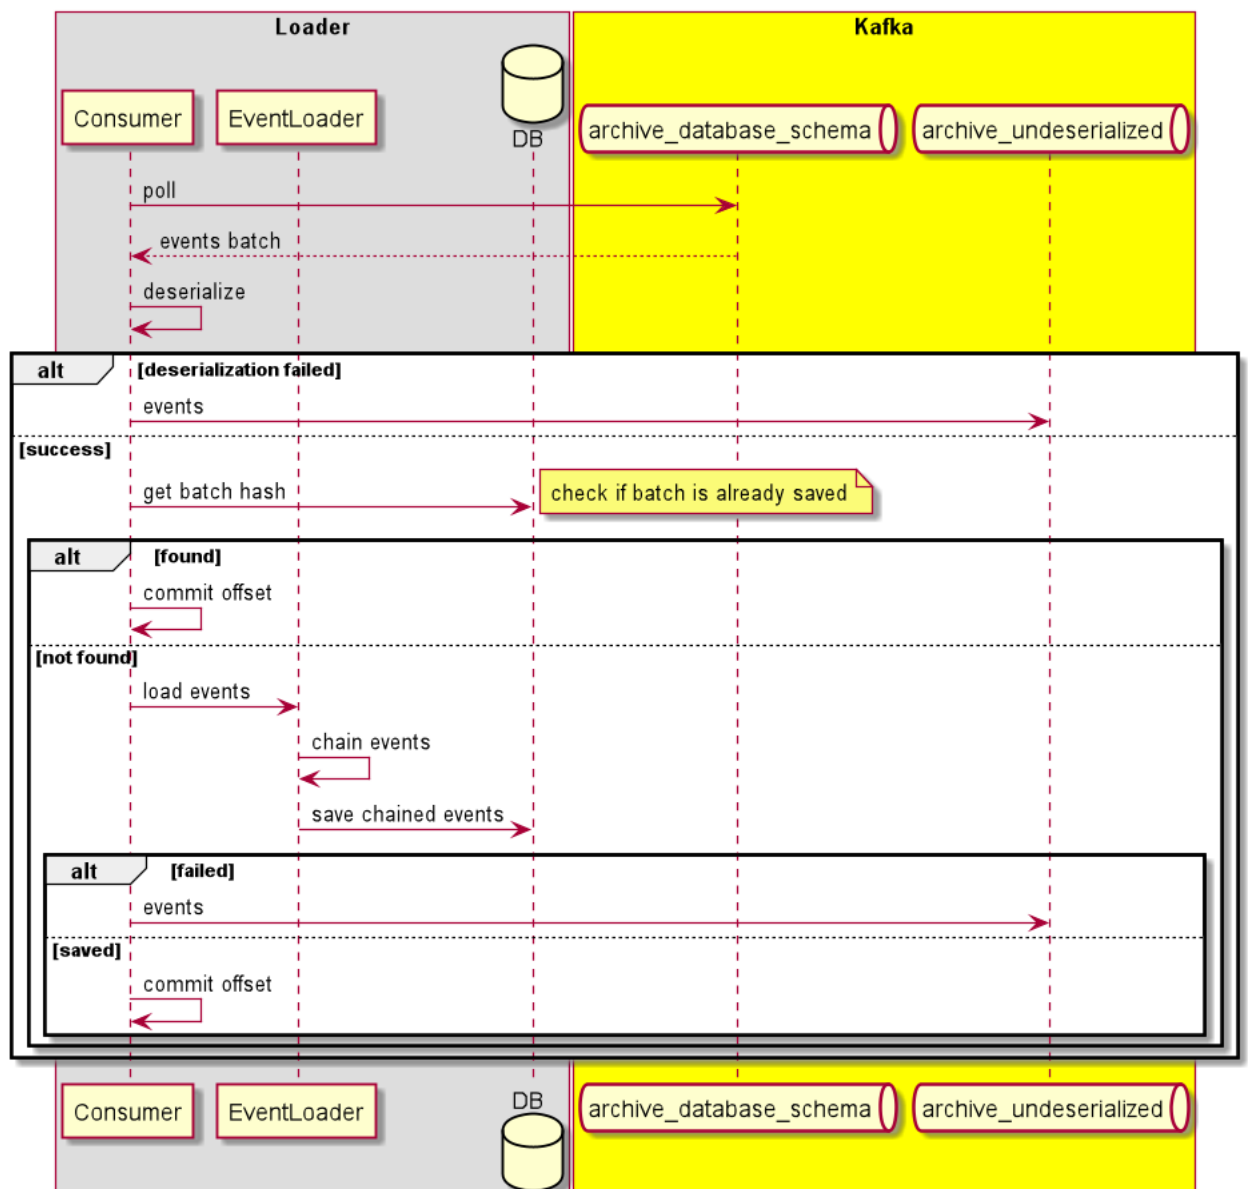 Loader
Kafka
Consumer
EventLoader
DB
archive_database_schema
archive_undeserialized
poll
events batch
deserialize
alt
[deserialization failed]
events
[success]
get batch hash
check if batch is already saved
alt
[found]
commit offset
[not found]
load events
chain events
save chained events
alt
[failed]
events
[saved]
commit offset
Consumer
EventLoader
DB
archive_database_schema
archive_undeserialized